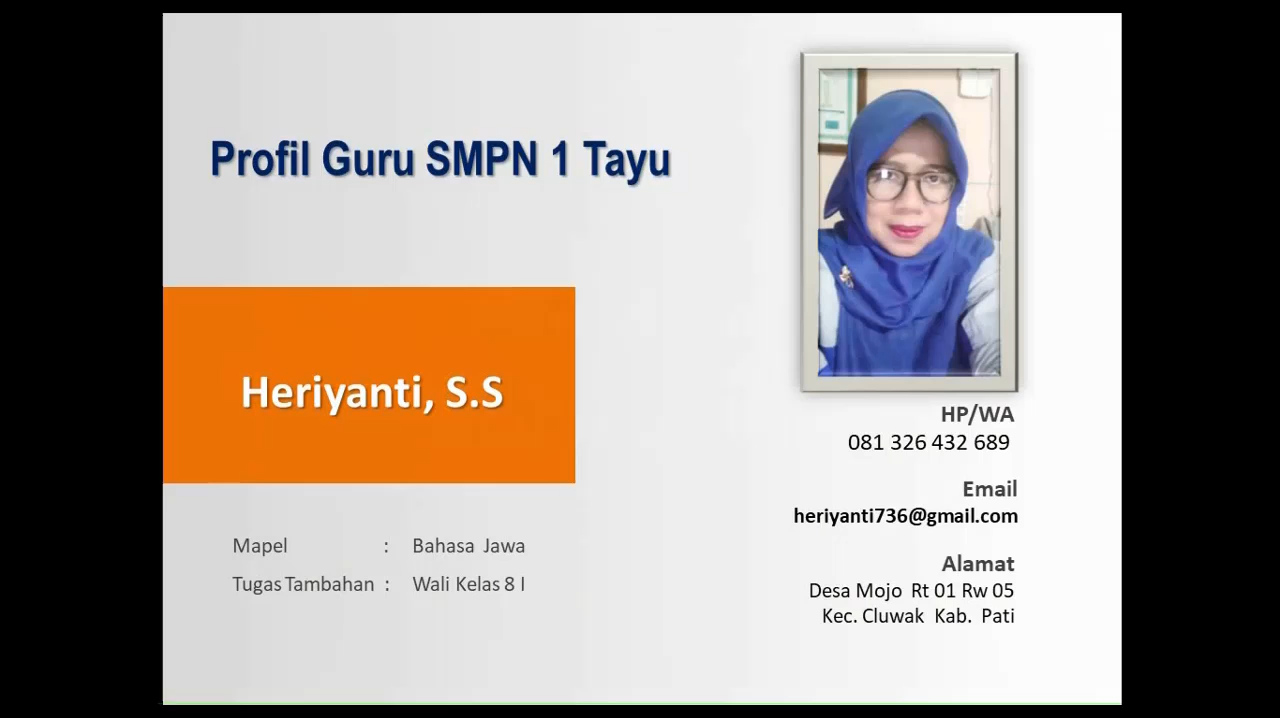 Profil Guru SMPN 1 Tayu
Heriyanti, S.S
Mapel : Bahasa Jawa
Tugas Tambahan : Wali Kelas 8 I
HP/WA
081 326 432 689
Email
heriyanti736@gmail.com
Alamat
Desa Mojo Rt 01 Rw 05
Kec. Cluwak Kab. Pati